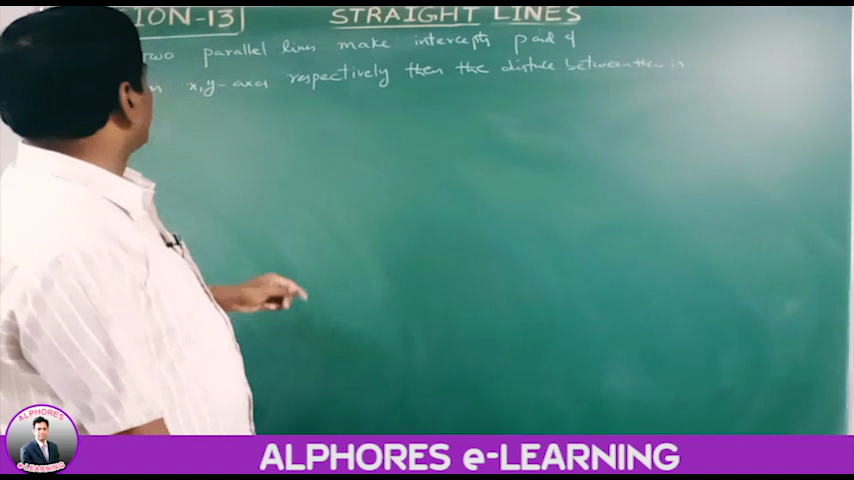 ION-13 STRAIGHT LINES
two parallel lines make intercepts p and q
n x,y-axes respectively then the distance between them is
ALPHORES
e-LEARNING
ALPHORES e-LEARNING